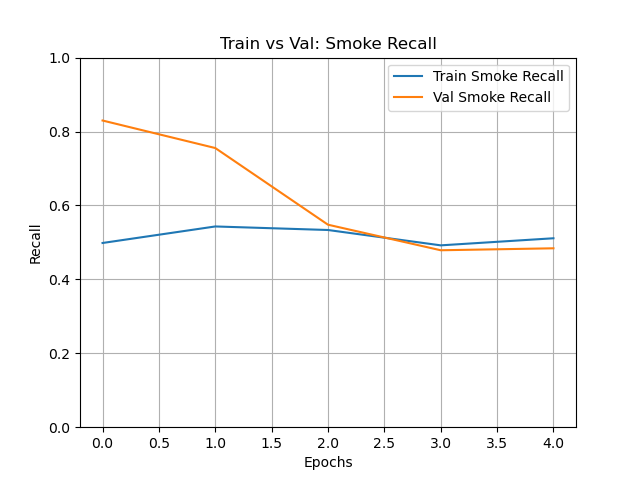 Train vs Val: Smoke Recall
Train Smoke Recall
Val Smoke Recall
1.0
0.8
0.6
0.4
0.2
0.0
Recall
0.0 0.5 1.0 1.5 2.0 2.5 3.0 3.5 4.0
Epochs